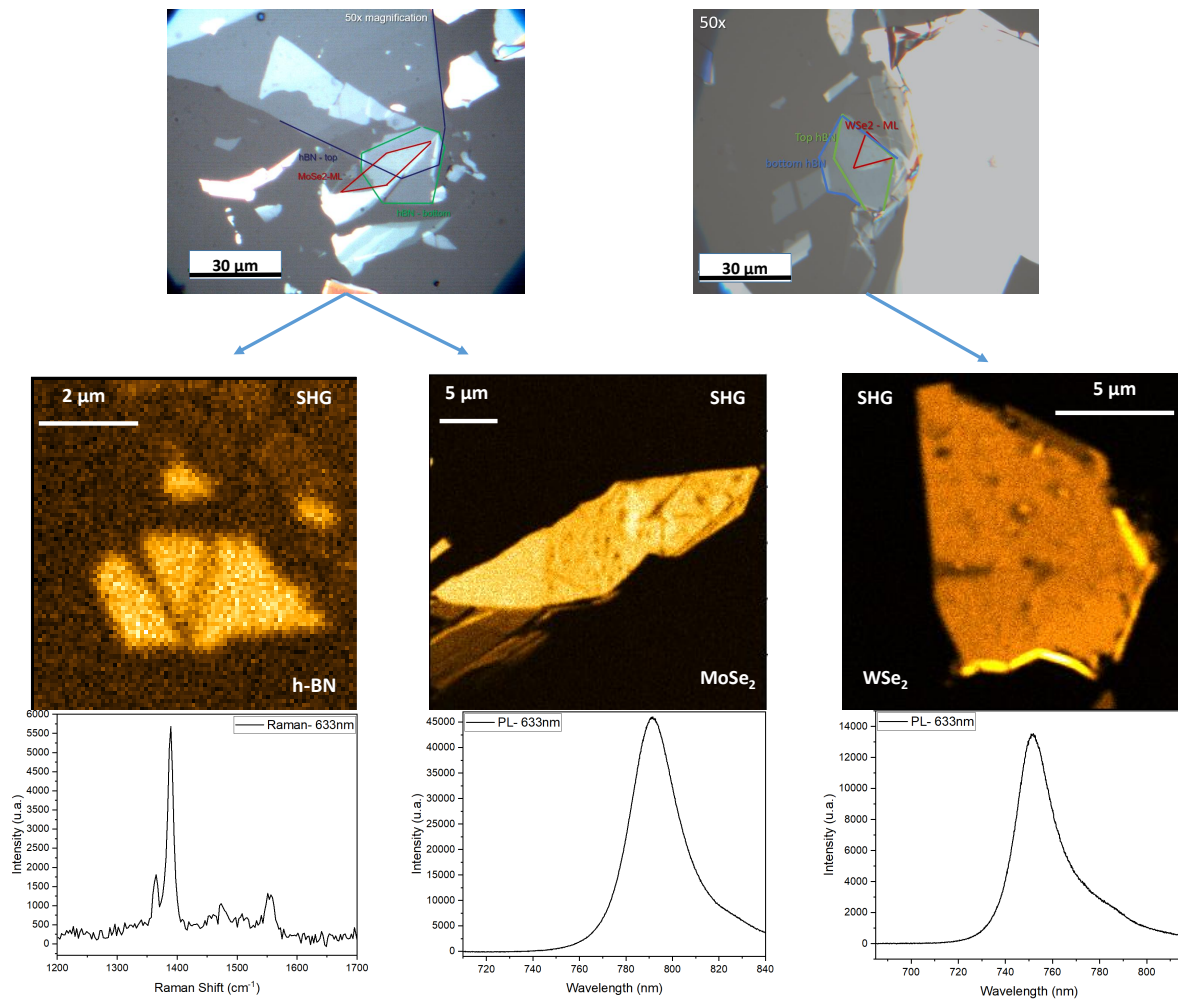 50x magnification
hBN - top
MoSe2-ML
hBN - bottom
30 µm
50x
WSe2 - ML
Top hBN
bottom hBN
30 µm
2 µm
SHG
h-BN
5 µm
SHG
MoSe₂
SHG
5 µm
WSe₂
Raman- 633nm
6000
5500
5000
4500
4000
3500
3000
2500
2000
1500
1000
500
0
Intensity (u.a.)
1200 1300 1400 1500 1600 1700
Raman Shift (cm⁻¹)
PL- 633nm
45000
40000
35000
30000
25000
20000
15000
10000
5000
0
Intensity (u.a.)
720 740 760 780 800 820 840
Wavelength (nm)
PL- 633nm
14000
12000
10000
8000
6000
4000
2000
0
Intensity (u.a.)
700 720 740 760 780 800
Wavelength (nm)